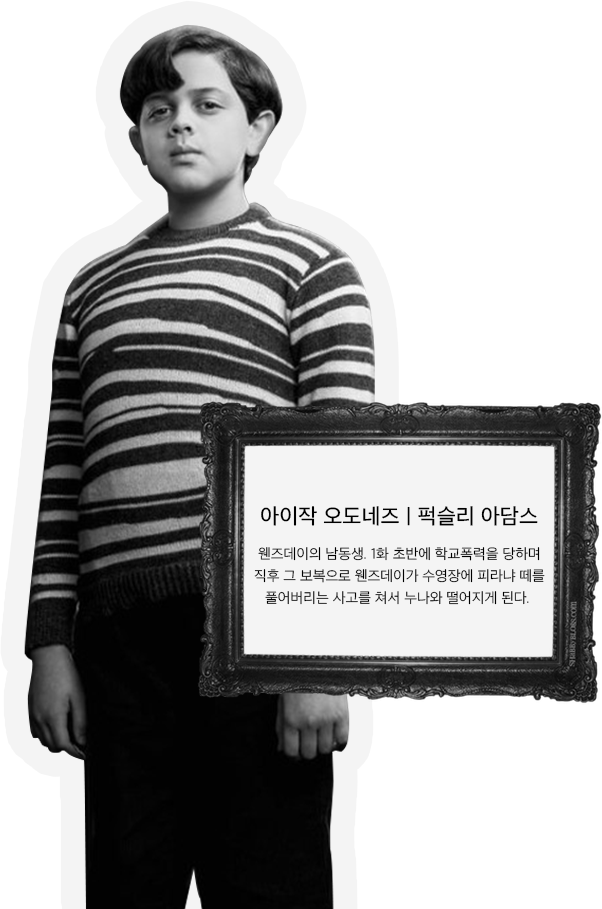 아이작 오도네즈 | 퍽슬리 아담스
웬즈데이의 남동생. 1화 초반에 학교폭력을 당하며
직후 그 보복으로 웬즈데이가 수영장에 피라냐 떼를
풀어버리는 사고를 쳐서 누나와 떨어지게 된다.